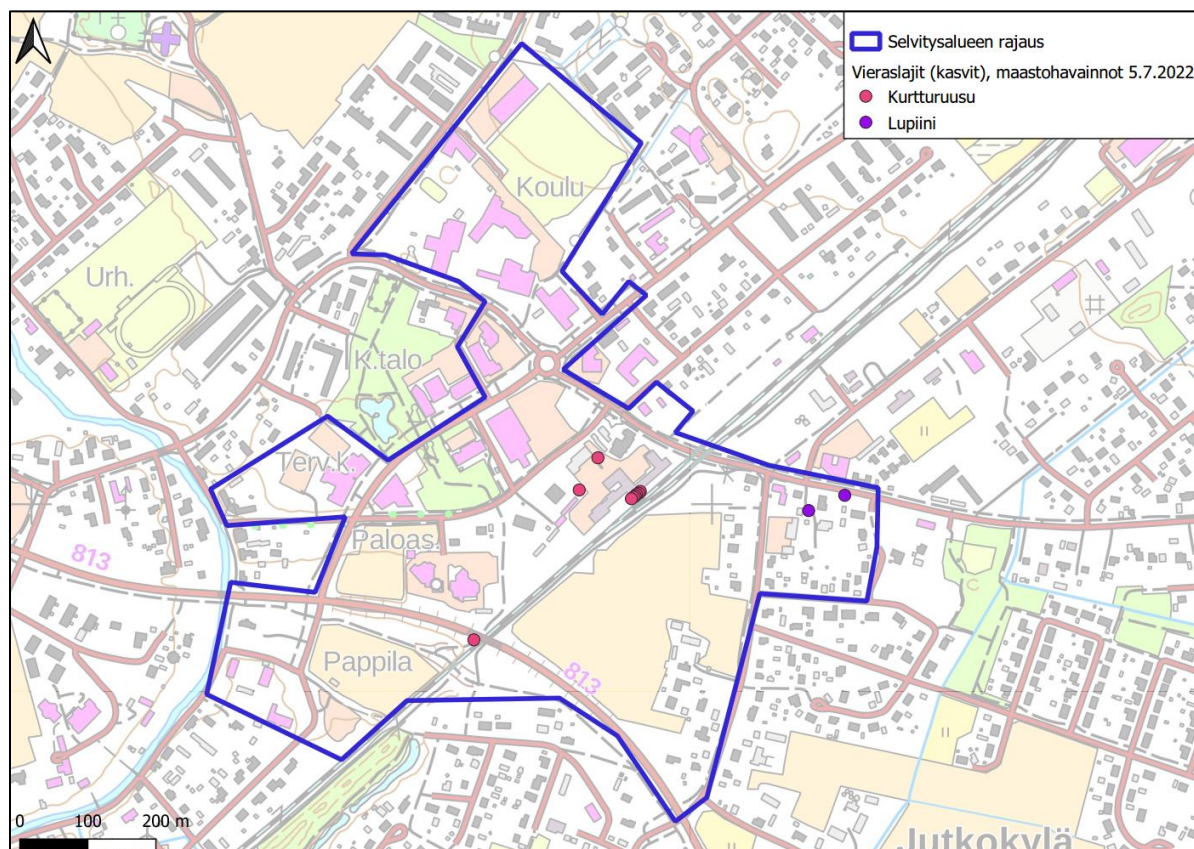 Selvitysalueen rajaus
Vieraslajit (kasvit), maastohavainnot 5.7.2022
Kurtturuusu
Lupiini
Koulu
Urh.
K.talo
Terv.k.
Paloas.
813
Pappila
813
Jutkokylä
0 100 200 m